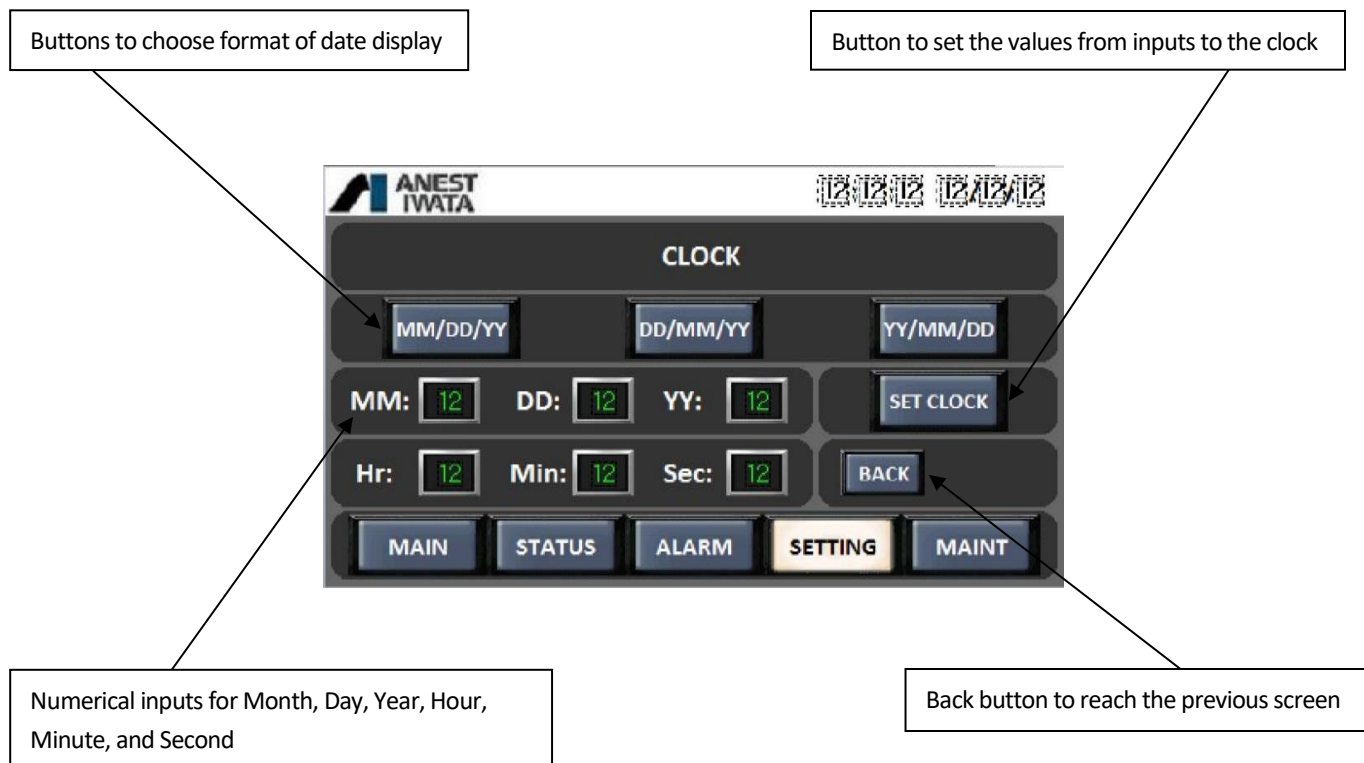 Buttons to choose format of date display
Button to set the values from inputs to the clock
ANEST
IWATA
12:12:12 12/12/12
CLOCK
MM/DD/YY DD/MM/YY YY/MM/DD
MM: 12 DD: 12 YY: 12 SET CLOCK
Hr: 12 Min: 12 Sec: 12 BACK
MAIN STATUS ALARM SETTING MAINT
Numerical inputs for Month, Day, Year, Hour,
Minute, and Second
Back button to reach the previous screen